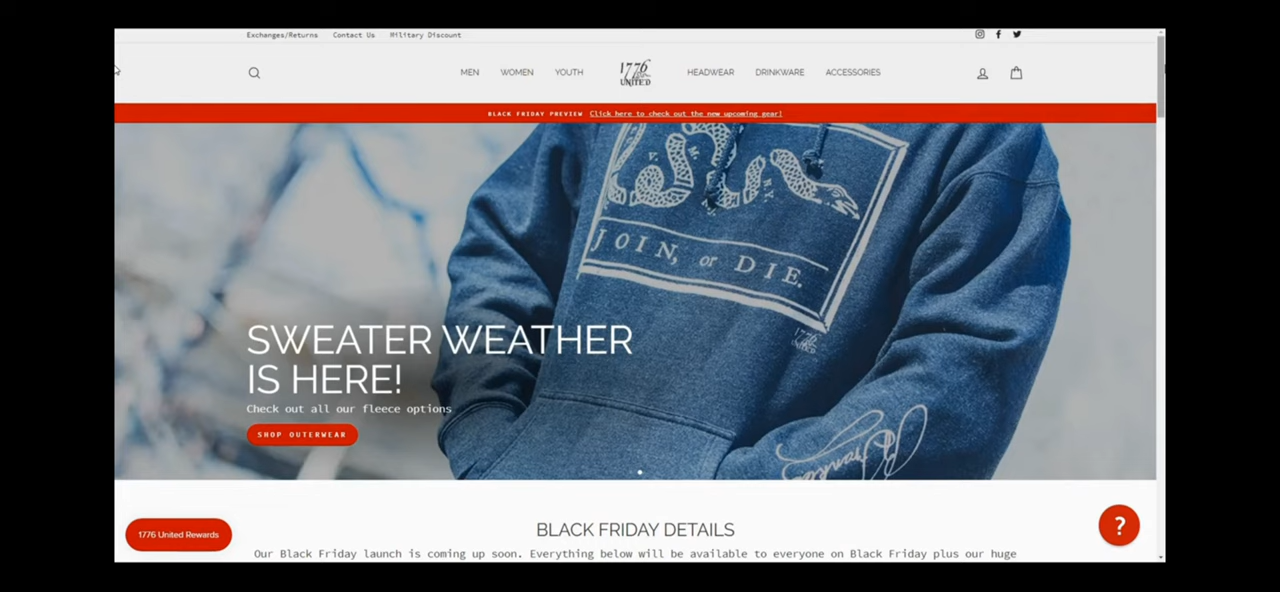 Exchanges/Returns Contact Us Military Discount
MEN WOMEN YOUTH 1776 UNITED HEADWEAR DRINKWARE ACCESSORIES
BLACK FRIDAY PREVIEW Click here to check out the new upcoming gear!
V. M. N.Y.
JOIN, or DIE.
1776
UNITED
SWEATER WEATHER
IS HERE!
Check out all our fleece options
SHOP OUTERWEAR
1776 United Rewards
?
BLACK FRIDAY DETAILS
Our Black Friday launch is coming up soon. Everything below will be available to everyone on Black Friday plus our huge